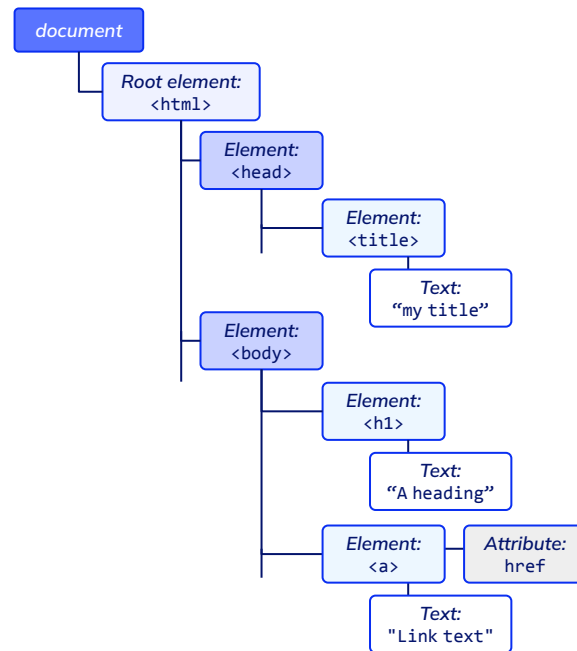 document
Root element:
<html>
Element:
<head>
Element:
<title>
Text:
“my title”
Element:
<body>
Element:
<h1>
Text:
“A heading”
Element:
<a>
Attribute:
href
Text:
"Link text"